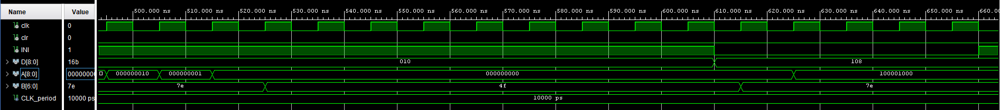 Name Value
500.000 ns 510.000 ns 520.000 ns 530.000 ns 540.000 ns 550.000 ns 560.000 ns 570.000 ns 580.000 ns 590.000 ns 600.000 ns 610.000 ns 620.000 ns 630.000 ns 640.000 ns 650.000 ns 660.
clk 0
clr 0
INI 1
D[8:0] 16b 010 108
A[8:0] 00000000 000000010 000000001 000000000 100001000
B[6:0] 7e 7e 4f 7e
CLK_period 10000 ps 10000 ps